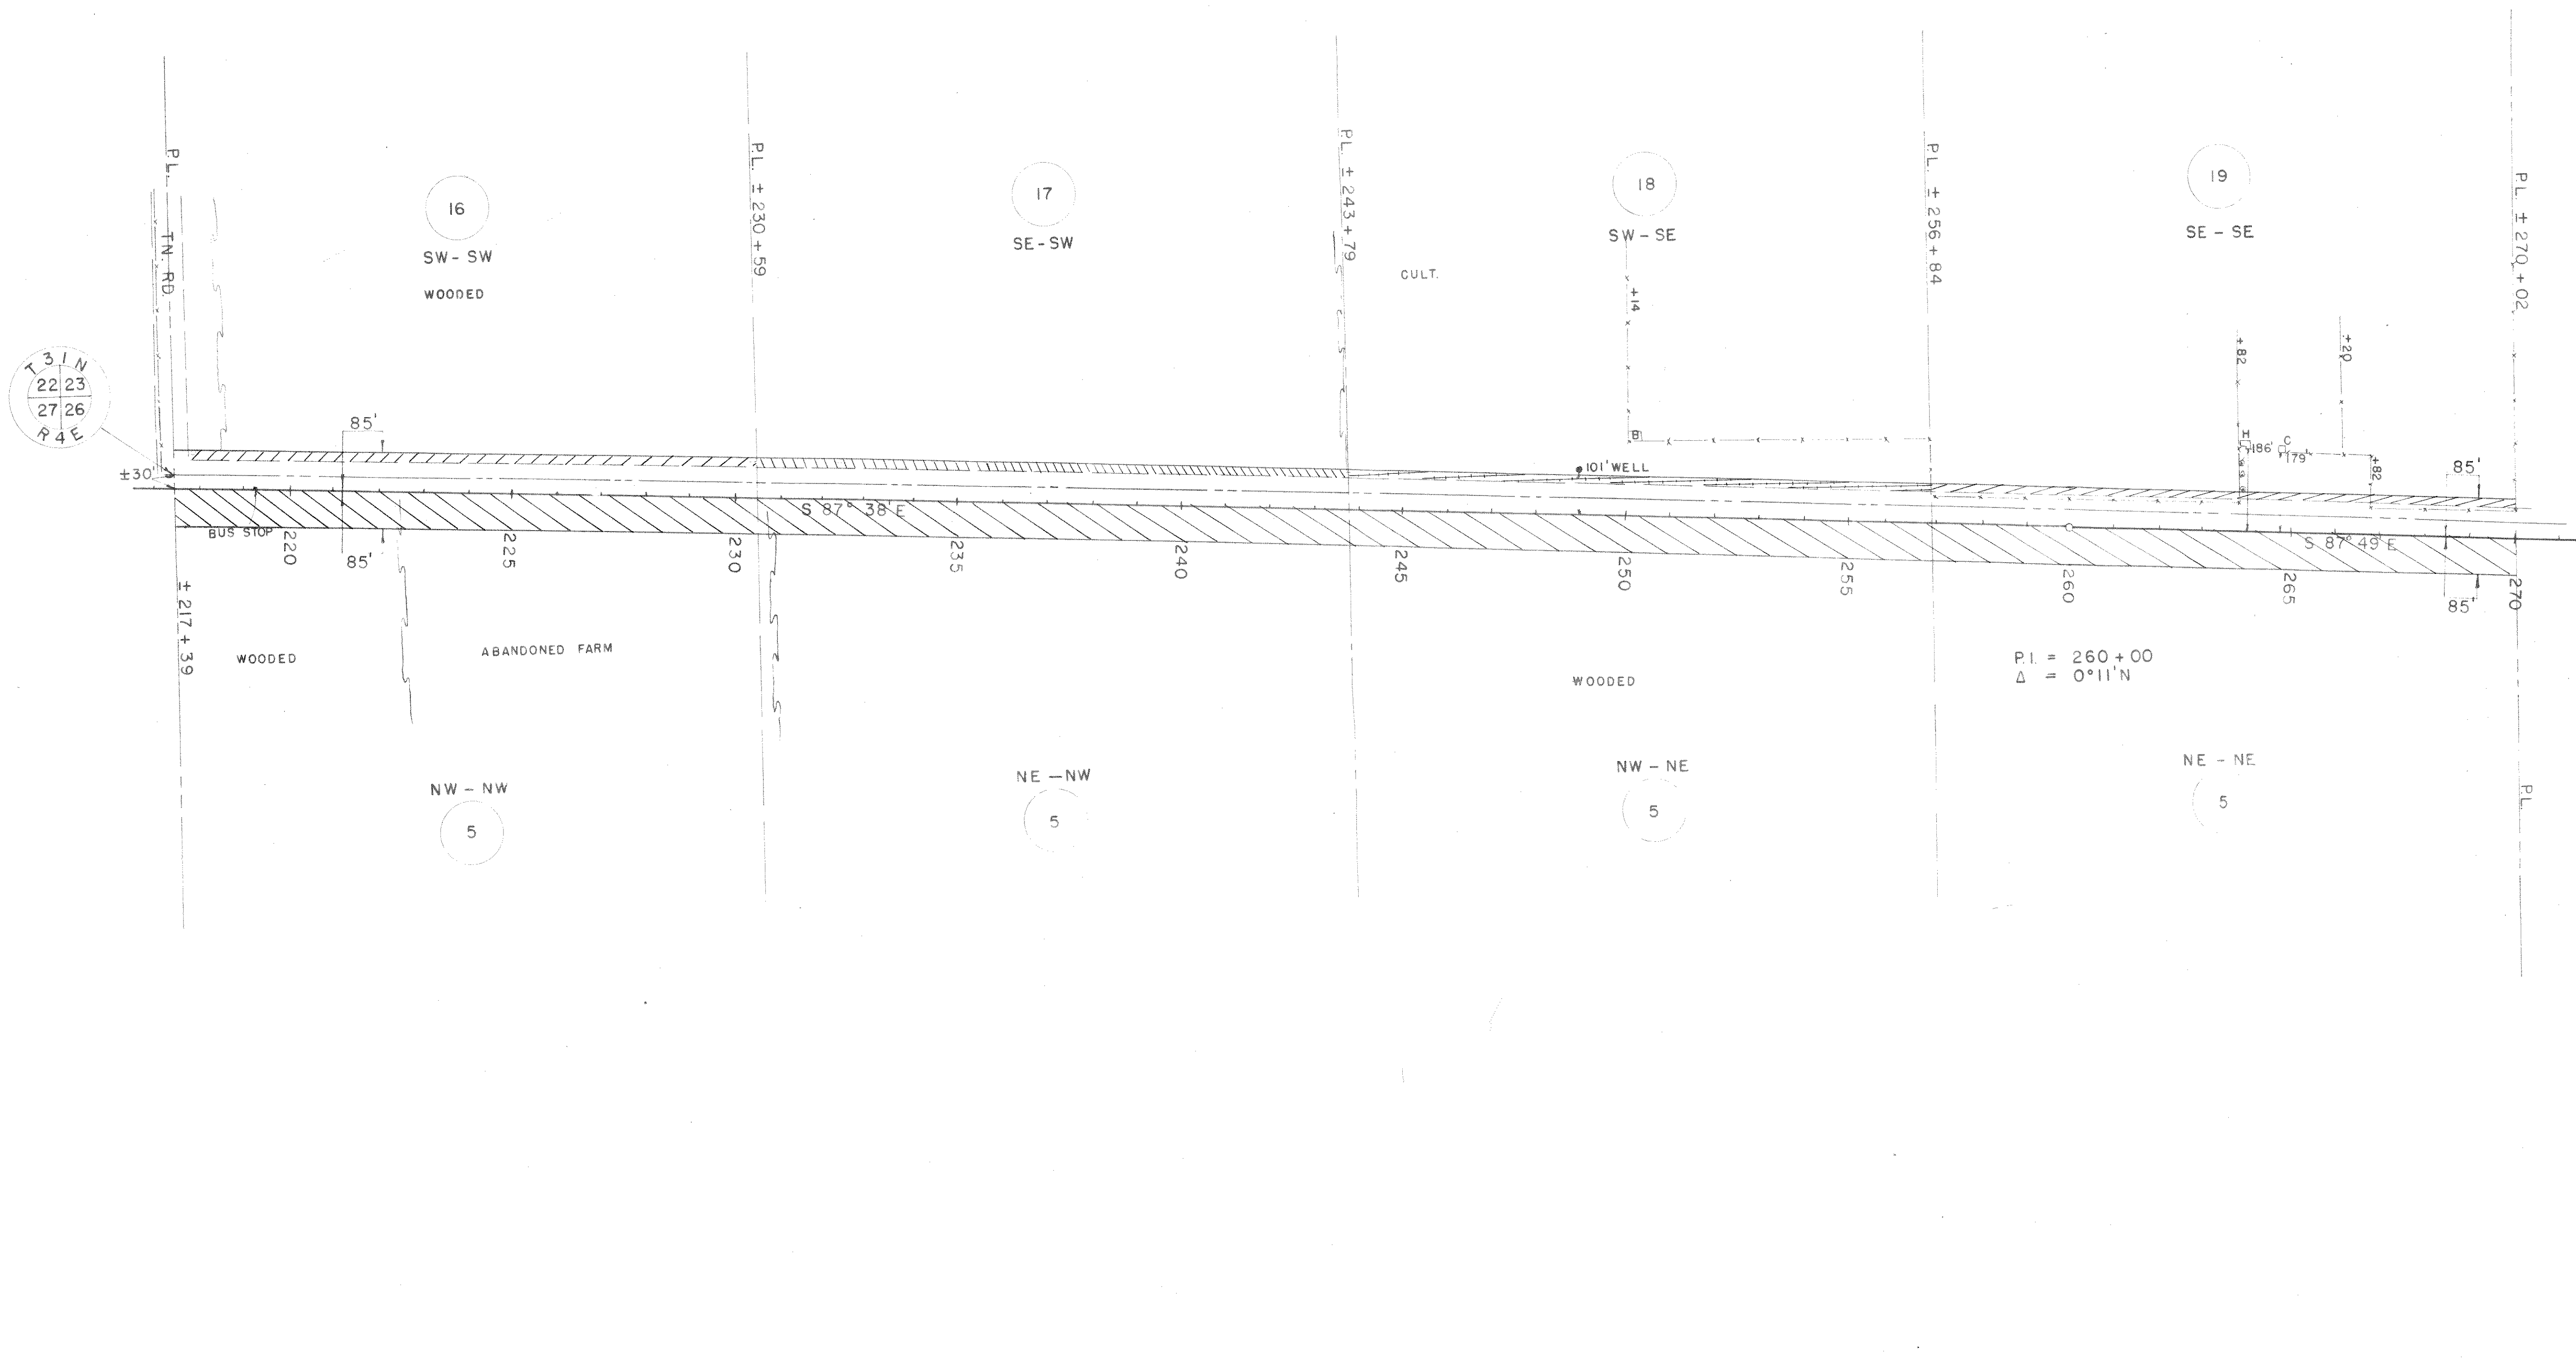 P.L. TN. RD.
16
SW - SW
WOODED
P.L. ± 230 + 59
17
SE - SW
P.L. ± 243 + 79
CULT.
18
SW - SE
+14
B
101' WELL
P.L. ± 256 + 84
19
SE - SE
+82
+20
H
186'
C
179'
+82
P.L. ± 270 + 02
T 31 N
22 23
27 26
R 4 E
±30'
85'
85'
85'
85'
S 87° 38' E
S 87° 49' E
BUS STOP
220
225
230
235
240
245
250
255
260
265
270
± 217 + 39
WOODED
ABANDONED FARM
WOODED
P.I. = 260 + 00
Δ = 0°11' N
NW - NW
5
NE - NW
5
NW - NE
5
NE - NE
5
P.L.